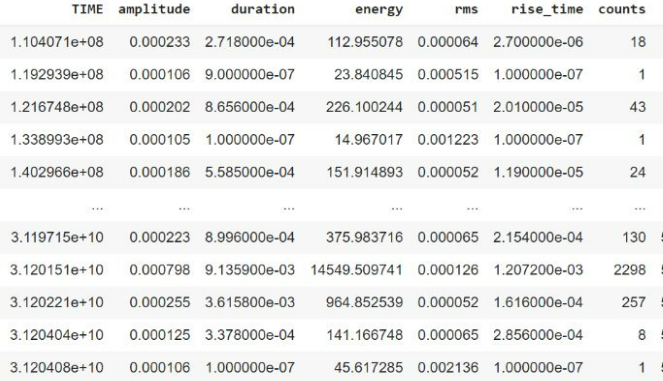 TIME amplitude duration energy rms rise_time counts
1.104071e+08 0.000233 2.718000e-04 112.955078 0.000064 2.700000e-06 18
1.192939e+08 0.000106 9.000000e-07 23.840845 0.000515 1.000000e-07 1
1.216748e+08 0.000202 8.656000e-04 226.100244 0.000051 2.010000e-05 43
1.338993e+08 0.000105 1.000000e-07 14.967017 0.001223 1.000000e-07 1
1.402966e+08 0.000186 5.585000e-04 151.914893 0.000052 1.190000e-05 24
... ... ... ... ... ... ...
3.119715e+10 0.000223 8.996000e-04 375.983716 0.000065 2.154000e-04 130
3.120151e+10 0.000798 9.135900e-03 14549.509741 0.000126 1.207200e-03 2298
3.120221e+10 0.000255 3.615800e-03 964.852539 0.000052 1.616000e-04 257
3.120404e+10 0.000125 3.378000e-04 141.166748 0.000065 2.856000e-04 8
3.120408e+10 0.000106 1.000000e-07 45.617285 0.002136 1.000000e-07 1